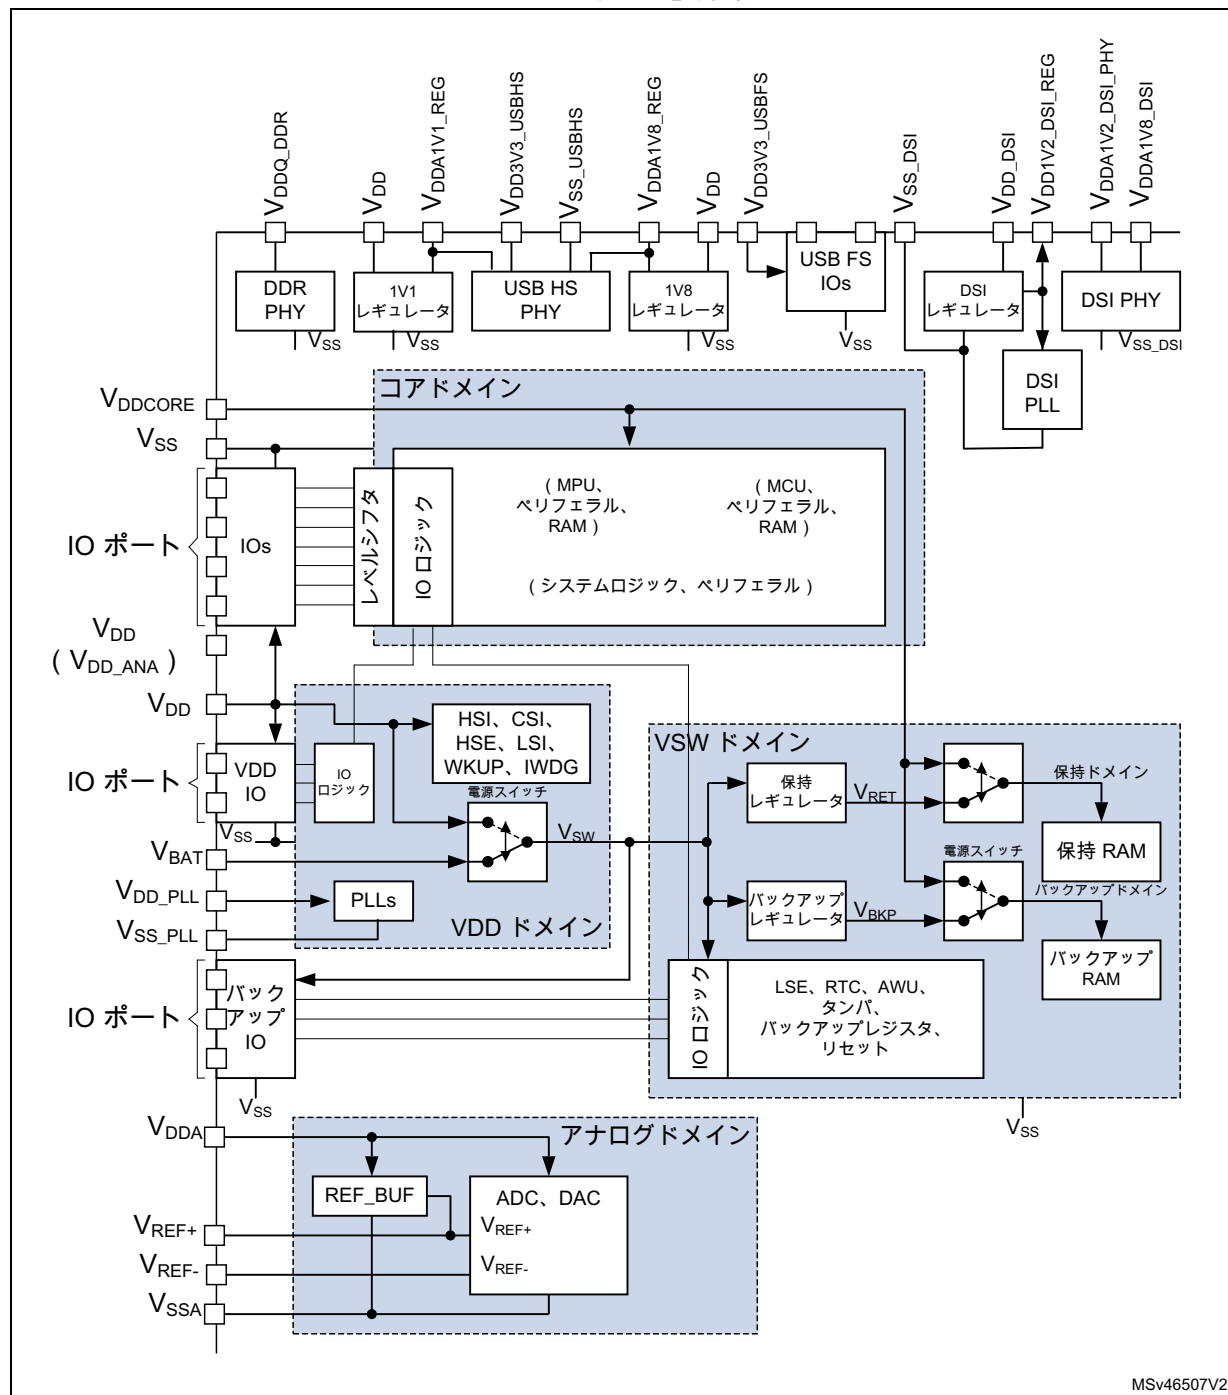 VDDQ_DDR
VDD
VDDA1V1_REG
VDD3V3_USBHS
VSS_USBHS
VDDA1V8_REG
VDD
VDD3V3_USBFS
VSS_DSI
VDD_DSI
VDD1V2_DSI_REG
VDDA1V2_DSI_PHY
VDDA1V8_DSI
DDR
PHY
1V1
レギュレータ
USB HS
PHY
1V8
レギュレータ
USB FS
IOs
DSI
レギュレータ
DSI PHY
VSS
VSS
VSS
VSS
VSS_DSI
DSI
PLL
VDDCORE
コアドメイン
VSS
IO ポート
IOs
レベルシフタ
IO ロジック
( MPU、
ペリフェラル、
RAM )
( MCU、
ペリフェラル、
RAM )
( システムロジック、ペリフェラル )
VDD
( VDD_ANA )
VDD
HSI、CSI、
HSE、LSI、
WKUP、IWDG
IO ポート
VDD
IO
IO
ロジック
電源スイッチ
VSS
VSW
VBAT
VDD_PLL
PLLs
VSS_PLL
VDD ドメイン
VSW ドメイン
保持
レギュレータ
VRET
保持ドメイン
保持 RAM
電源スイッチ
バックアップドメイン
バックアップ
レギュレータ
VBKP
バックアップ
RAM
IO ポート
バック
アップ
IO
IO ロジック
LSE、RTC、AWU、
タンパ、
バックアップレジスタ、
リセット
VSS
VSS
VDDA
アナログドメイン
REF_BUF
ADC、DAC
VREF+
VREF+
VREF-
VREF-
VSSA
MSv46507V2